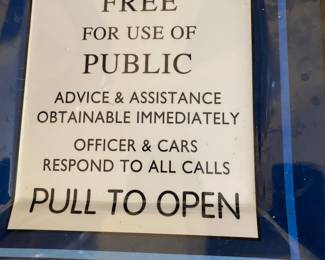 FREE
FOR USE OF
PUBLIC
ADVICE & ASSISTANCE
OBTAINABLE IMMEDIATELY
OFFICER & CARS
RESPOND TO ALL CALLS
PULL TO OPEN